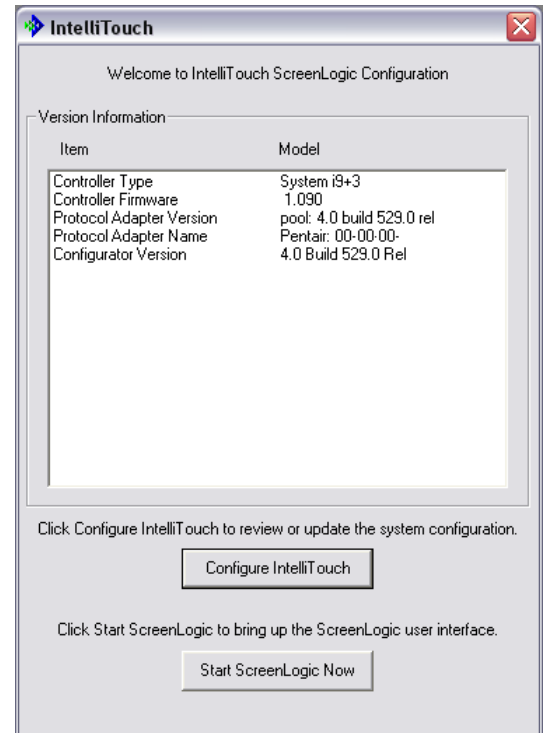 IntelliTouch
Welcome to IntelliTouch ScreenLogic Configuration
Version Information
Item Model
Controller Type System i9+3
Controller Firmware 1.090
Protocol Adapter Version pool: 4.0 build 529.0 rel
Protocol Adapter Name Pentair: 00-00-00-
Configurator Version 4.0 Build 529.0 Rel
Click Configure IntelliTouch to review or update the system configuration.
Configure IntelliTouch
Click Start ScreenLogic to bring up the ScreenLogic user interface.
Start ScreenLogic Now